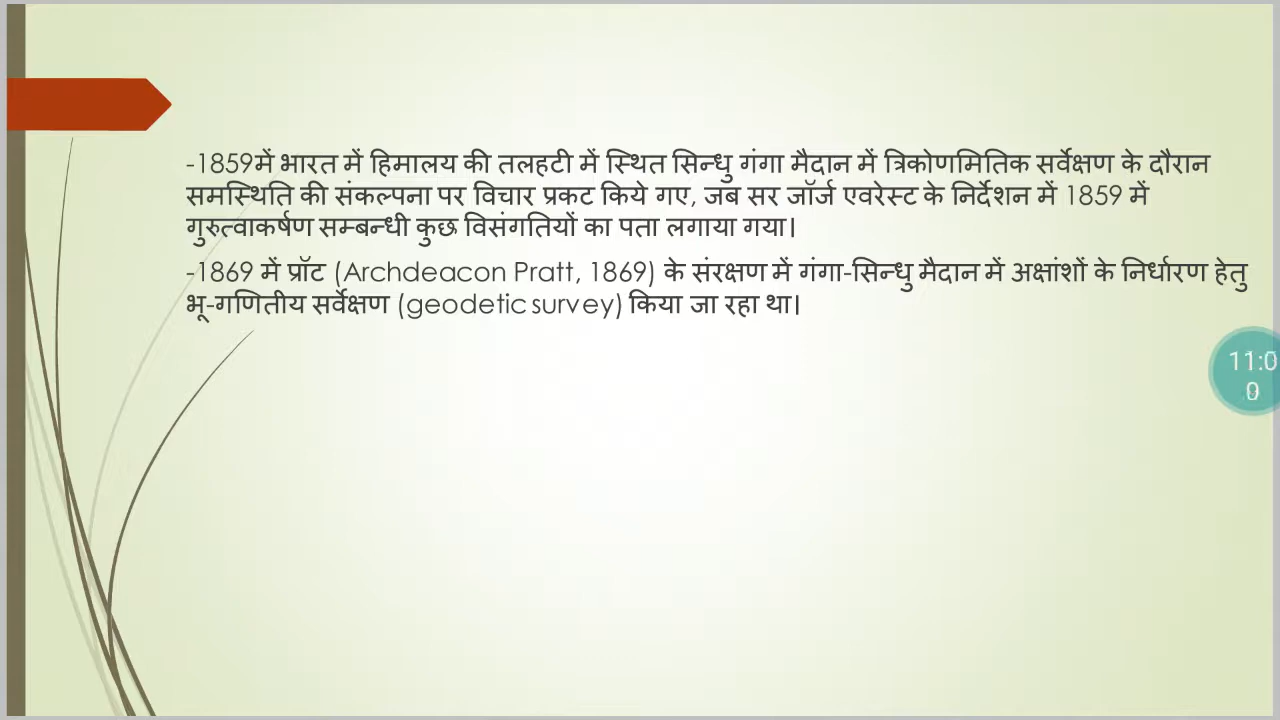 -1859में भारत में हिमालय की तलहटी में स्थित सिन्धु गंगा मैदान में त्रिकोणमितिक सर्वेक्षण के दौरान
समस्थिति की संकल्पना पर विचार प्रकट किये गए, जब सर जॉर्ज एवरेस्ट के निर्देशन में 1859 में
गुरुत्वाकर्षण सम्बन्धी कुछ विसंगतियों का पता लगाया गया।
-1869 में प्रॉट (Archdeacon Pratt, 1869) के संरक्षण में गंगा-सिन्धु मैदान में अक्षांशों के निर्धारण हेतु
भू-गणितीय सर्वेक्षण (geodetic survey) किया जा रहा था।
11:0
0